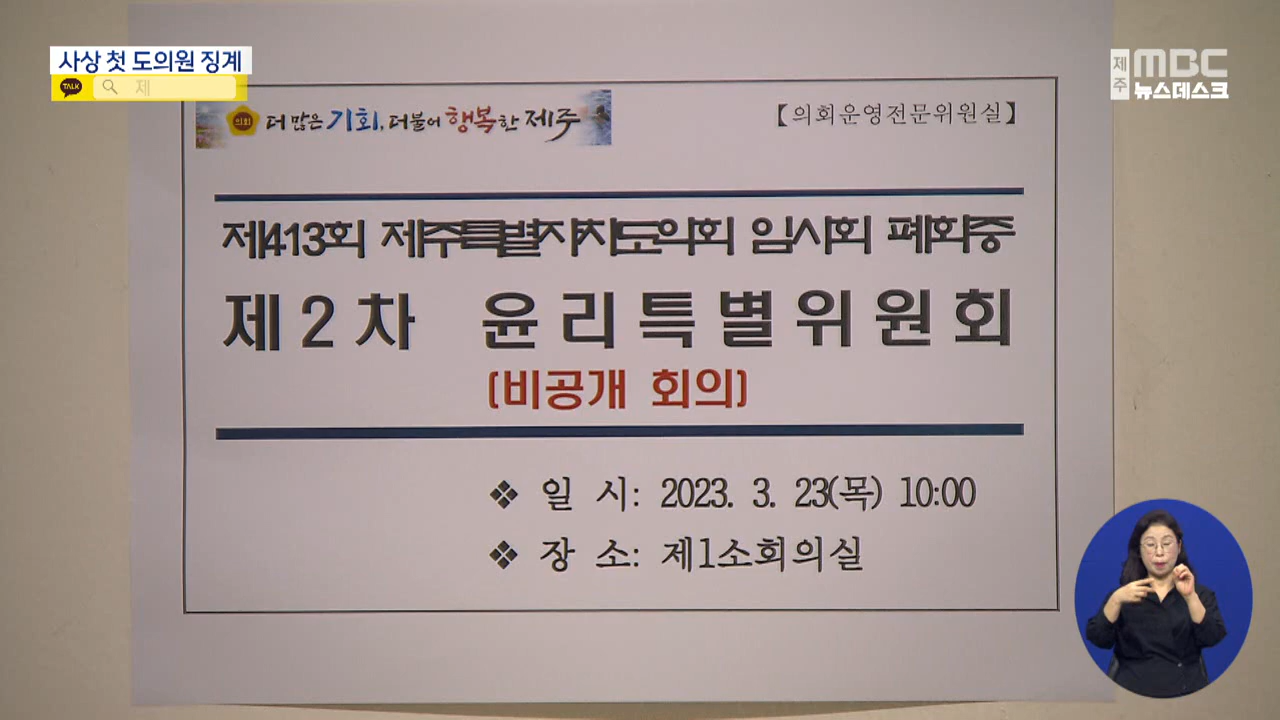 사상 첫 도의원 징계
TALK 제
제주 MBC
뉴스데스크
의회 더 많은 기회, 더불어 행복한 제주
【의회운영전문위원실】
제413회 제주특별자치도의회 임시회 폐회중
제2차 윤리특별위원회
(비공개 회의)
❖ 일 시: 2023. 3. 23(목) 10:00
❖ 장 소: 제1소회의실